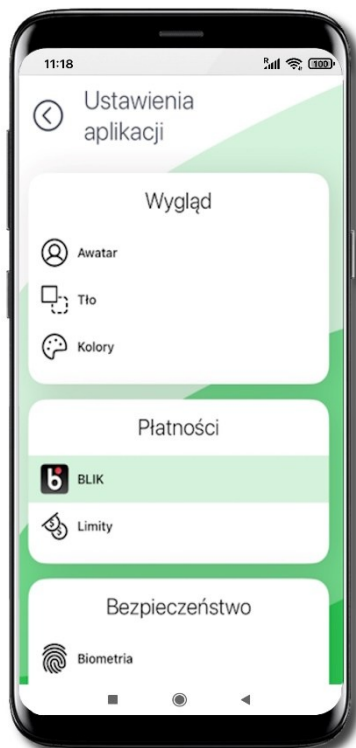 11:18
R 100
Ustawienia
aplikacji
Wygląd
Awatar
Tło
Kolory
Płatności
BLIK
Limity
Bezpieczeństwo
Biometria